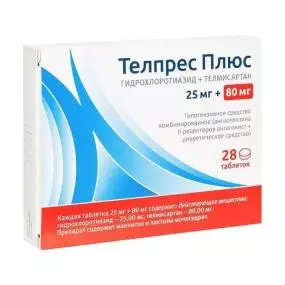 Телпрес Плюс
ГИДРОХЛОРОТИАЗИД + ТЕЛМИСАРТАН
25 мг + 80 мг
Гипотензивное средство
комбинированное (ангиотензина
II рецепторов антагонист +
диуретическое средство)
28
таблеток
Каждая таблетка 25 мг + 80 мг содержит: действующие вещества:
гидрохлоротиазид – 25,00 мг, телмисартан – 80,00 мг.
Препарат содержит маннитол и лактозы моногидрат.